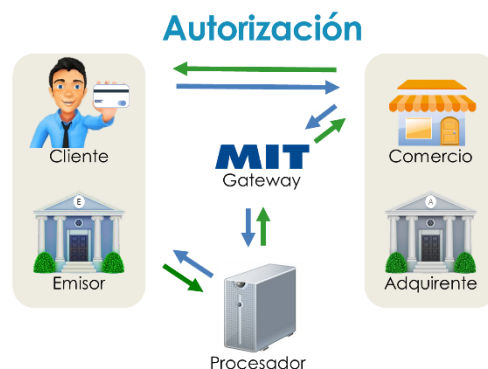 Autorización
Cliente
MIT
Gateway
Comercio
E
Emisor
A
Adquirente
Procesador